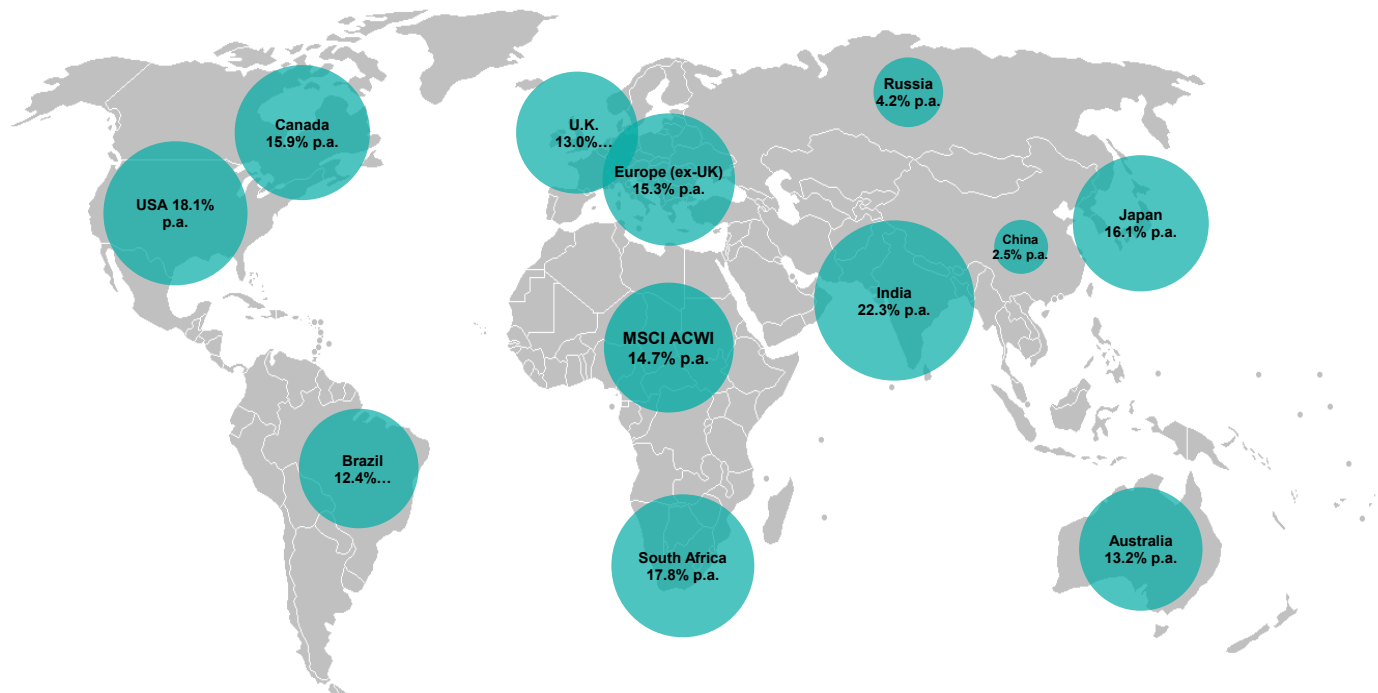 Russia
4.2% p.a.
Canada
15.9% p.a.
U.K.
13.0%…
Europe (ex-UK)
15.3% p.a.
USA 18.1%
p.a.
Japan
16.1% p.a.
China
2.5% p.a.
India
22.3% p.a.
MSCI ACWI
14.7% p.a.
Brazil
12.4%…
South Africa
17.8% p.a.
Australia
13.2% p.a.